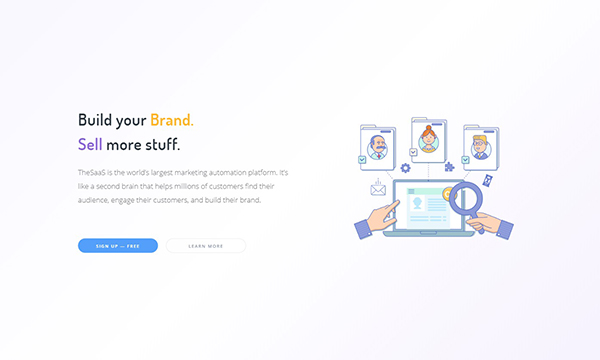 Build your Brand.
Sell more stuff.
TheSaaS is the world's largest marketing automation platform. It's
like a second brain that helps millions of customers find their
audience, engage their customers, and build their brand.
SIGN UP — FREE
LEARN MORE